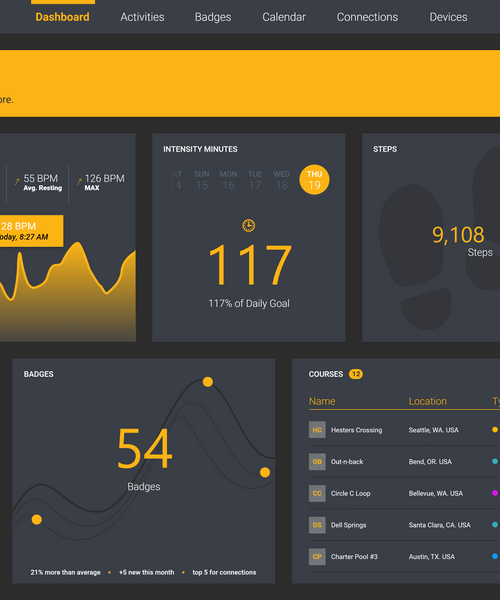 Dashboard Activities Badges Calendar Connections Devices
ore.
55 BPM 126 BPM
Avg. Resting MAX
28 BPM
oday, 8:27 AM
INTENSITY MINUTES
SAT SUN MON TUE WED THU
14 15 16 17 18 19
117
117% of Daily Goal
STEPS
9,108
Steps
BADGES
54
Badges
21% more than average • +5 new this month • top 5 for connections
COURSES 12
Name Location Ty
HC Hesters Crossing Seattle, WA. USA
OB Out-n-back Bend, OR. USA
CC Circle C Loop Bellevue, WA. USA
DS Dell Springs Santa Clara, CA. USA
CP Charter Pool #3 Austin, TX. USA